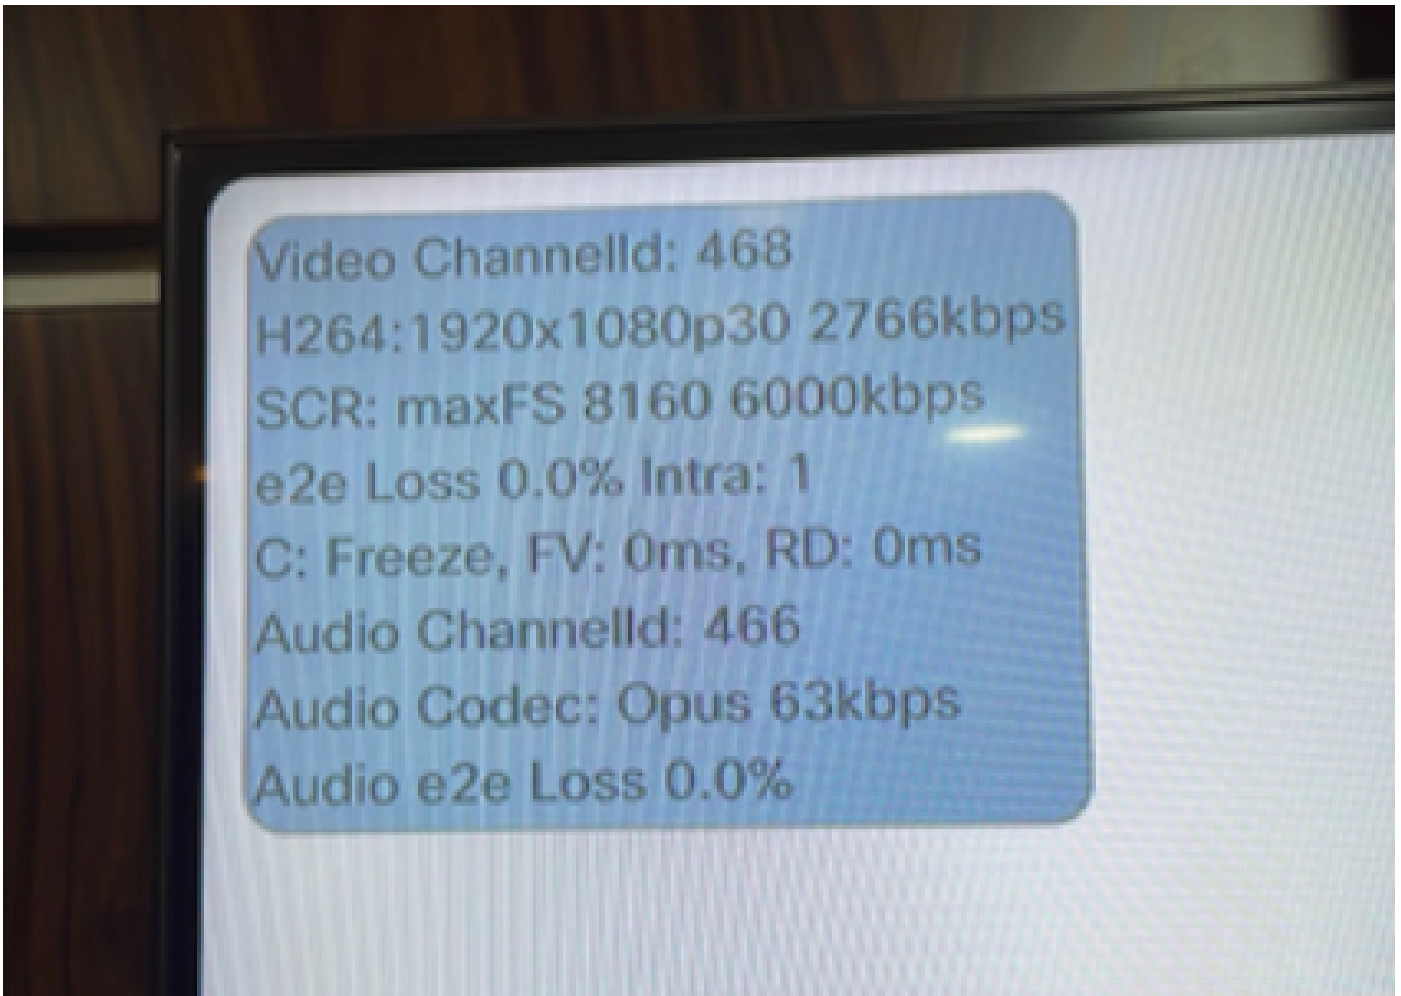 Video ChannelId: 468
H264:1920x1080p30 2766kbps
SCR: maxFS 8160 6000kbps
e2e Loss 0.0% Intra: 1
C: Freeze, FV: 0ms, RD: 0ms
Audio ChannelId: 466
Audio Codec: Opus 63kbps
Audio e2e Loss 0.0%